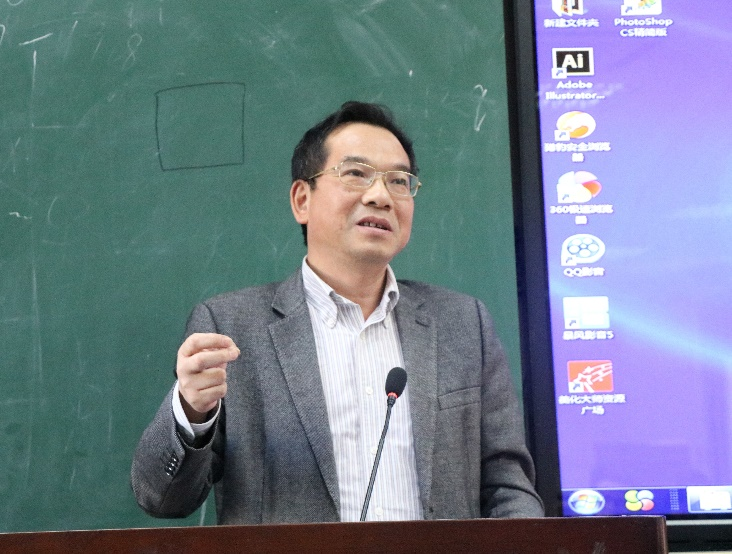 新建文件夹
PhotoShop
CS精简版
Ai
Adobe
Illustrator...
猎豹安全浏览
器
360极速浏览
器
QQ影音
暴风影音5
美化大师资源
广场